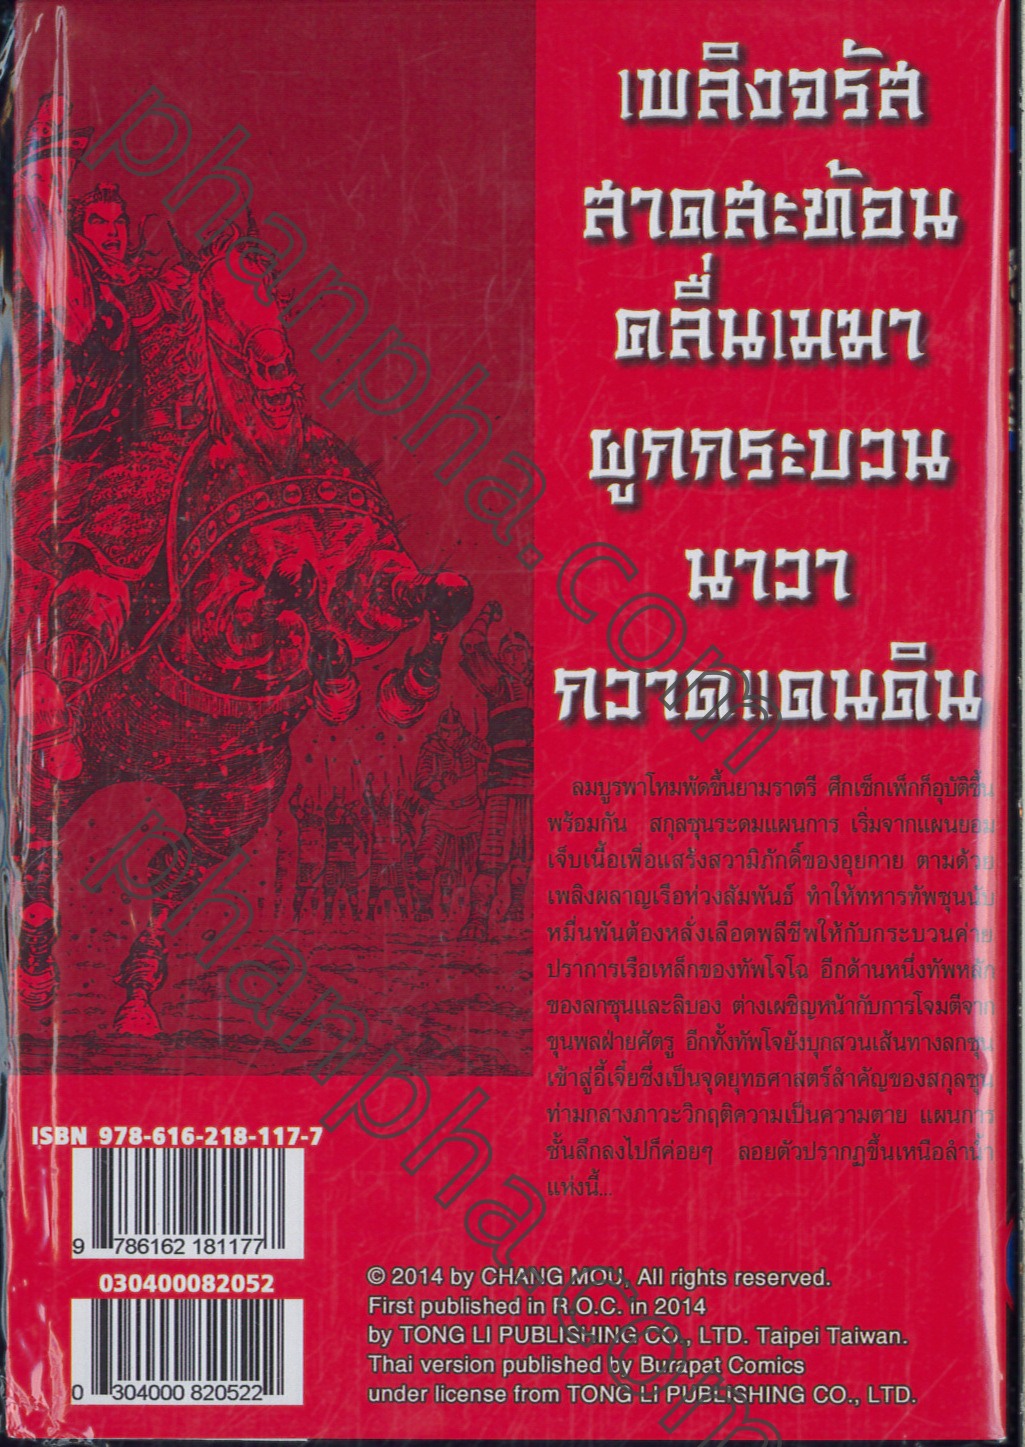 เพลิงจรัส
สาดสะท้อน
คลื่นเมฆา
ผูกกระบวน
นาวา
กวาดแดนดิน
ลมบูรพาโหมพัดขึ้นยามราตรี ศึกเซ็กเพ็กก็อุบัติขึ้น
พร้อมกัน สกุลซุนระดมแผนการ เริ่มจากแผนยอม
เจ็บเนื้อเพื่อแสร้งสวามิภักดิ์ของอุยกาย ตามด้วย
เพลิงผลาญเรือห่วงสัมพันธ์ ทำให้ทหารทัพซุนนับ
หมื่นพันต้องหลั่งเลือดพลีชีพให้กับกระบวนค่าย
ปราการเรือเหล็กของทัพโจโฉ อีกด้านหนึ่งทัพหลัก
ของลกซุนและลิบอง ต่างเผชิญหน้ากับการโจมตีจาก
ขุนพลฝ่ายศัตรู อีกทั้งทัพโจยังบุกสวนเส้นทางลกซุน
เข้าสู่อี้เจี๋ยซึ่งเป็นจุดยุทธศาสตร์สำคัญของสกุลซุน
ท่ามกลางภาวะวิกฤติความเป็นความตาย แผนการ
ชั้นลึกลงไปก็ค่อยๆ ลอยตัวปรากฏขึ้นเหนือลำน้ำ
แห่งนี้...
ISBN 978-616-218-117-7
9 786162 181177
030400082052
0 304000 820522
© 2014 by CHANG MOU, All rights reserved.
First published in R.O.C. in 2014
by TONG LI PUBLISHING CO., LTD. Taipei Taiwan.
Thai version published by Burapat Comics
under license from TONG LI PUBLISHING CO., LTD.
phanpha.com
phanpha.com